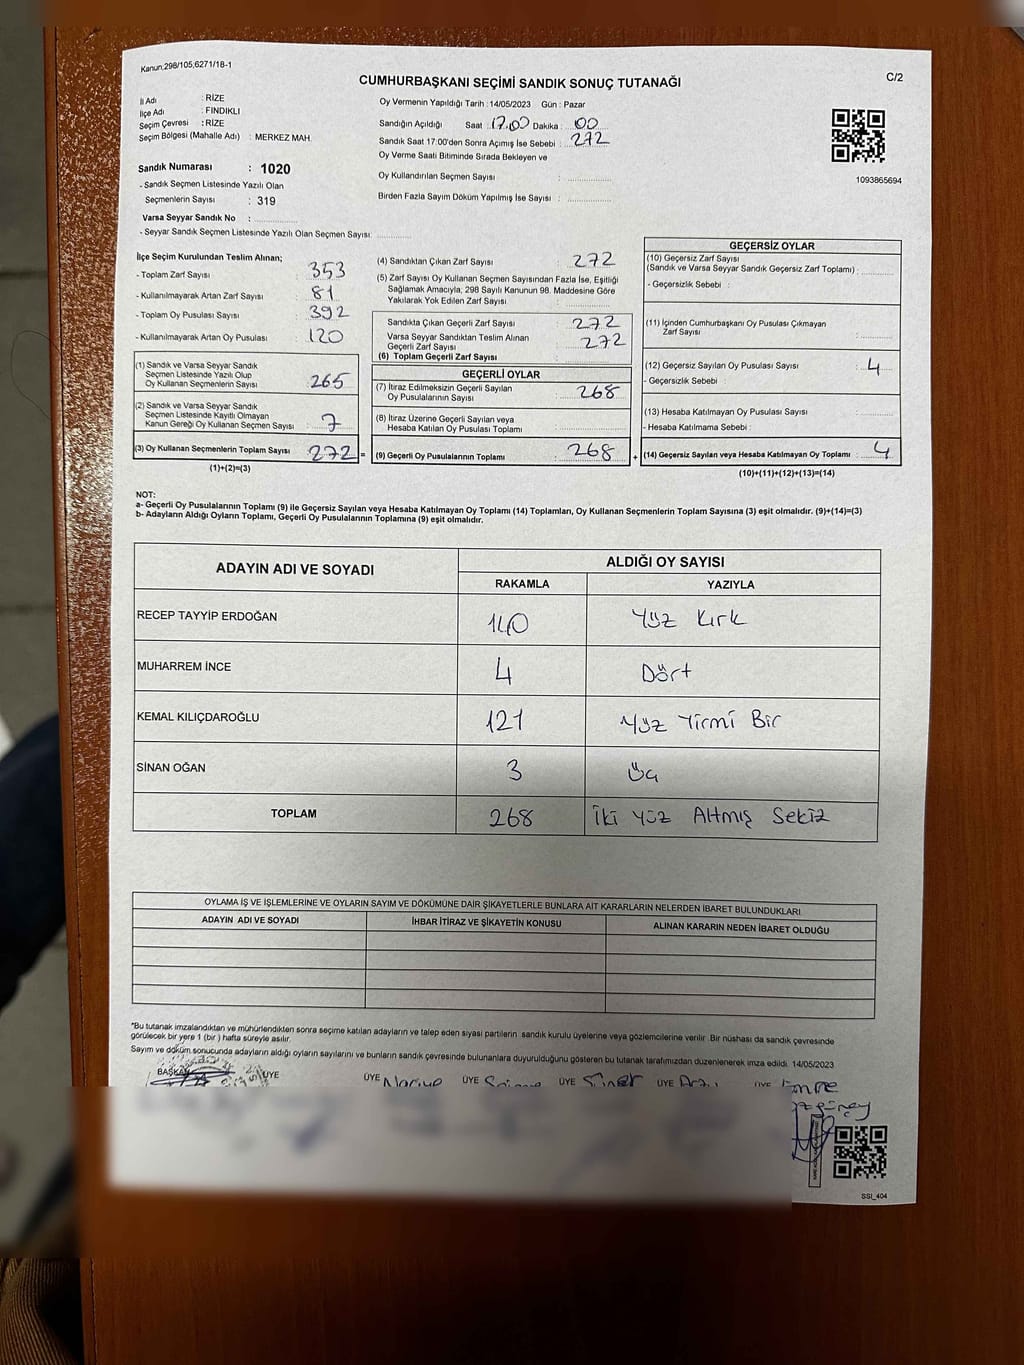 Kanun.298/105,6271/18-1
CUMHURBAŞKANI SEÇİMİ SANDIK SONUÇ TUTANAĞI
C/2
İl Adı : RİZE
İlçe Adı : FINDIKLI
Seçim Çevresi : RİZE
Seçim Bölgesi (Mahalle Adı) : MERKEZ MAH.
Sandık Numarası : 1020
- Sandık Seçmen Listesinde Yazılı Olan
Seçmenlerin Sayısı : 319
Varsa Seyyar Sandık No :
- Seyyar Sandık Seçmen Listesinde Yazılı Olan Seçmen Sayısı:
Oy Vermenin Yapıldığı Tarih : 14/05/2023 Gün : Pazar
Sandığın Açıldığı Saat : 17.00 Dakika : 00
Sandık Saat 17:00'den Sonra Açımış İse Sebebi : 272
Oy Verme Saati Bitiminde Sırada Bekleyen ve
Oy Kullandırılan Seçmen Sayısı :
Birden Fazla Sayım Döküm Yapılmış İse Sayısı :
1093865694
İlçe Seçim Kurulundan Teslim Alınan;
- Toplam Zarf Sayısı : 353
- Kullanılmayarak Artan Zarf Sayısı : 81
- Toplam Oy Pusulası Sayısı : 392
- Kullanılmayarak Artan Oy Pusulası : 120
(1) Sandık ve Varsa Seyyar Sandık
Seçmen Listesinde Yazılı Olup
Oy Kullanan Seçmenlerin Sayısı : 265
(2) Sandık ve Varsa Seyyar Sandık
Seçmen Listesinde Kayıtlı Olmayan
Kanun Gereği Oy Kullanan Seçmen Sayısı : 7
(3) Oy Kullanan Seçmenlerin Toplam Sayısı : 272 =
(1)+(2)=(3)
(4) Sandıktan Çıkan Zarf Sayısı : 272
(5) Zarf Sayısı Oy Kullanan Seçmen Sayısından Fazla İse, Eşitliği
Sağlamak Amacıyla, 298 Sayılı Kanunun 98. Maddesine Göre
Yakılarak Yok Edilen Zarf Sayısı :
Sandıkta Çıkan Geçerli Zarf Sayısı : 272
Varsa Seyyar Sandıktan Teslim Alınan
Geçerli Zarf Sayısı : 272
(6) Toplam Geçerli Zarf Sayısı
GEÇERLİ OYLAR
(7) İtiraz Edilmeksizin Geçerli Sayılan
Oy Pusulalarının Sayısı : 268
(8) İtiraz Üzerine Geçerli Sayılan veya
Hesaba Katılan Oy Pusulası Toplamı :
(9) Geçerli Oy Pusulalarının Toplamı : 268 +
GEÇERSİZ OYLAR
(10) Geçersiz Zarf Sayısı
(Sandık ve Varsa Seyyar Sandık Geçersiz Zarf Toplamı) :
- Geçersizlik Sebebi :
(11) İçinden Cumhurbaşkanı Oy Pusulası Çıkmayan
Zarf Sayısı :
(12) Geçersiz Sayılan Oy Pusulası Sayısı : 4
- Geçersizlik Sebebi :
(13) Hesaba Katılmayan Oy Pusulası Sayısı :
- Hesaba Katılmama Sebebi :
(14) Geçersiz Sayılan veya Hesaba Katılmayan Oy Toplamı : 4
(10)+(11)+(12)+(13)=(14)
NOT:
a- Geçerli Oy Pusulalarının Toplamı (9) ile Geçersiz Sayılan veya Hesaba Katılmayan Oy Toplamı (14) Toplamları, Oy Kullanan Seçmenlerin Toplam Sayısına (3) eşit olmalıdır. (9)+(14)=(3)
b- Adayların Aldığı Oyların Toplamı, Geçerli Oy Pusulalarının Toplamına (9) eşit olmalıdır.
ADAYIN ADI VE SOYADI ALDIĞI OY SAYISI
RAKAMLA YAZIYLA
RECEP TAYYİP ERDOĞAN 140 Yüz Kırk
MUHARREM İNCE 4 Dört
KEMAL KILIÇDAROĞLU 121 Yüz Yirmi Bir
SİNAN OĞAN 3 Üç
TOPLAM 268 İki Yüz Altmış Sekiz
OYLAMA İŞ VE İŞLEMLERİNE VE OYLARIN SAYIM VE DÖKÜMÜNE DAİR ŞİKAYETLERLE BUNLARA AİT KARARLARIN NELERDEN İBARET BULUNDUKLARI
ADAYIN ADI VE SOYADI İHBAR İTİRAZ VE ŞİKAYETİN KONUSU ALINAN KARARIN NEDEN İBARET OLDUĞU
*Bu tutanak imzalandıktan ve mühürlendikten sonra seçime katılan adayların ve talep eden siyasi partilerin sandık kurulu üyelerine veya gözlemcilerine verilir. Bir nüshası da sandık çevresinde
görülecek bir yere 1 (bir ) hafta süreyle asılır.
Sayım ve döküm sonucunda adayların aldığı oyların sayılarını ve bunların sandık çevresinde bulunanlara duyurulduğunu gösteren bu tutanak tarafımızdan düzenlenerek imza edildi. 14/05/2023
BAŞKAN ÜYE ÜYE ÜYE ÜYE Siner ÜYE Arzu ÜYE Emre
SSİ_404